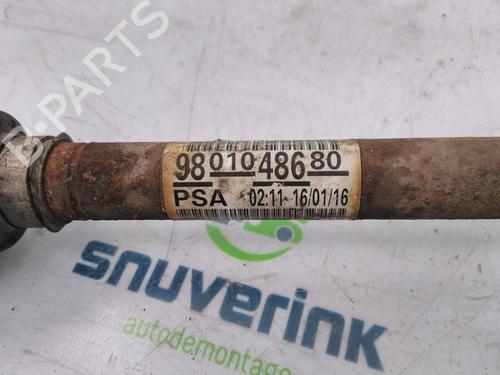 B-PARTS
98 010 486 80
PSA 02:11 16/01/16
snuverink
autodemontage